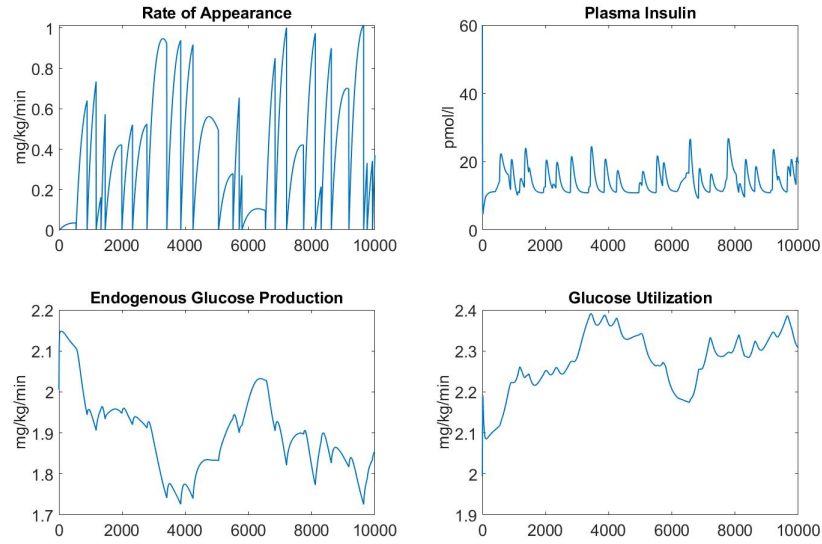 Rate of Appearance
mg/kg/min
1
0.8
0.6
0.4
0.2
0
0 2000 4000 6000 8000 10000
Plasma Insulin
pmol/l
60
40
20
0
0 2000 4000 6000 8000 10000
Endogenous Glucose Production
mg/kg/min
2.2
2.1
2
1.9
1.8
1.7
0 2000 4000 6000 8000 10000
Glucose Utilization
mg/kg/min
2.4
2.3
2.2
2.1
2
1.9
0 2000 4000 6000 8000 10000